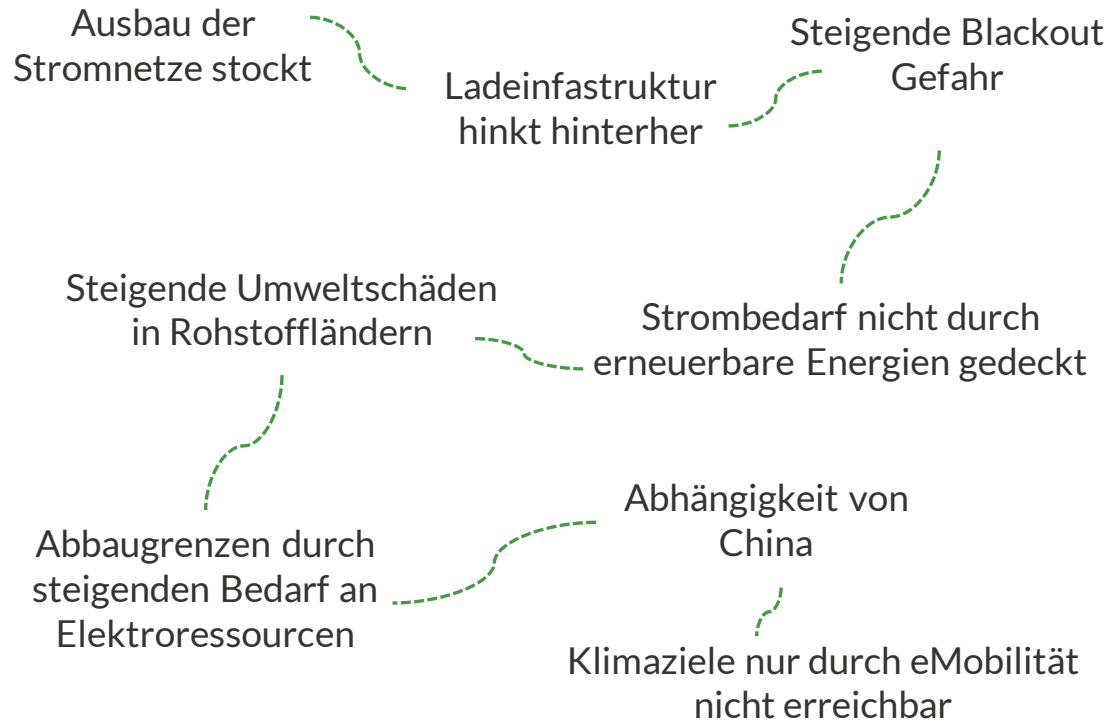 Ausbau der
Stromnetze stockt
Ladeinfastruktur
hinkt hinterher
Steigende Blackout
Gefahr
Strombedarf nicht durch
erneuerbare Energien gedeckt
Steigende Umweltschäden
in Rohstoffländern
Abbaugrenzen durch
steigenden Bedarf an
Elektroressourcen
Abhängigkeit von
China
Klimaziele nur durch eMobilität
nicht erreichbar